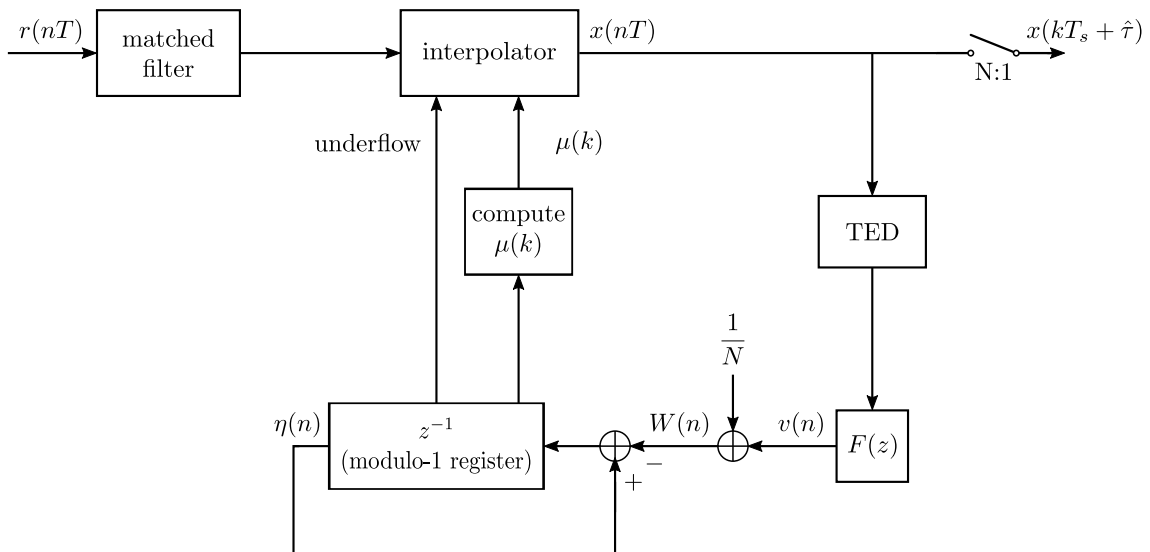 r(nT)
matched
filter
interpolator
x(nT)
x(kT_s + τ̂)
N:1
underflow
μ(k)
compute
μ(k)
TED
1
N
η(n)
z^{-1}
(modulo-1 register)
W(n)
−
+
v(n)
F(z)